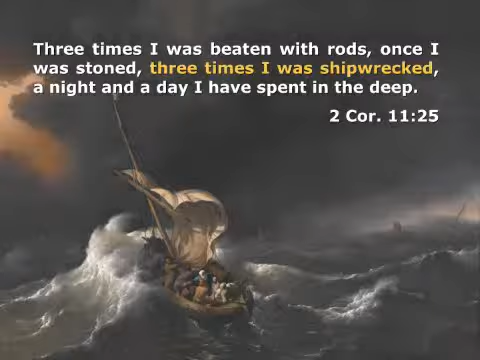 Three times I was beaten with rods, once I
was stoned, three times I was shipwrecked,
a night and a day I have spent in the deep.
2 Cor. 11:25